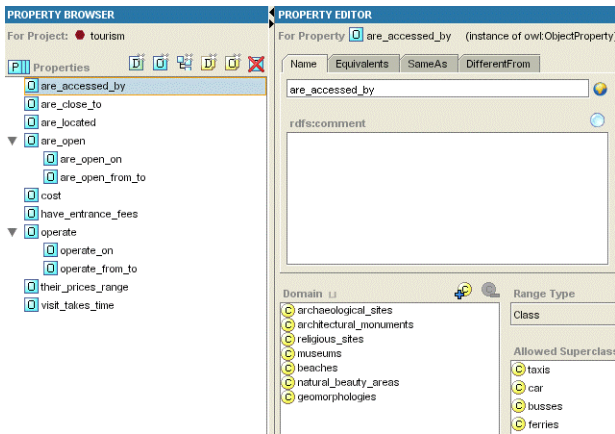 PROPERTY BROWSER
For Project: tourism
P Properties
O are_accessed_by
O are_close_to
O are_located
O are_open
O are_open_on
O are_open_from_to
O cost
O have_entrance_fees
O operate
O operate_on
O operate_from_to
O their_prices_range
O visit_takes_time
PROPERTY EDITOR
For Property O are_accessed_by (instance of owl:ObjectProperty)
Name Equivalents SameAs DifferentFrom
are_accessed_by
rdfs:comment
Domain ⊔
C archaeological_sites
C architectural_monuments
C religious_sites
C museums
C beaches
C natural_beauty_areas
C geomorphologies
Range Type
Class
Allowed Superclass
C taxis
C car
C busses
C ferries